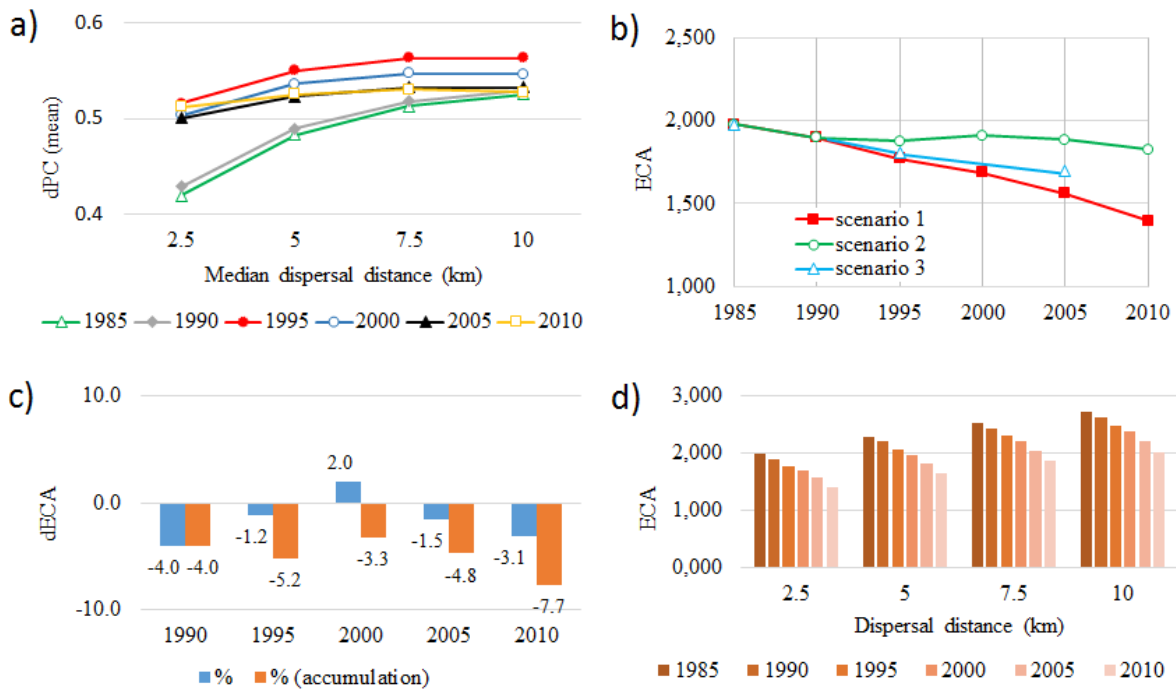 a)
0.6
0.5
0.4
dPC (mean)
2.5 5 7.5 10
Median dispersal distance (km)
1985 1990 1995 2000 2005 2010
b)
2,500
2,000
1,500
1,000
ECA
scenario 1
scenario 2
scenario 3
1985 1990 1995 2000 2005 2010
c)
10.0
0.0
-10.0
dECA
2.0
-4.0 -4.0
-1.2
-5.2
-3.3
-1.5
-4.8
-3.1
-7.7
1990 1995 2000 2005 2010
% % (accumulation)
d)
3,000
2,000
1,000
0,000
ECA
2.5 5 7.5 10
Dispersal distance (km)
1985 1990 1995 2000 2005 2010